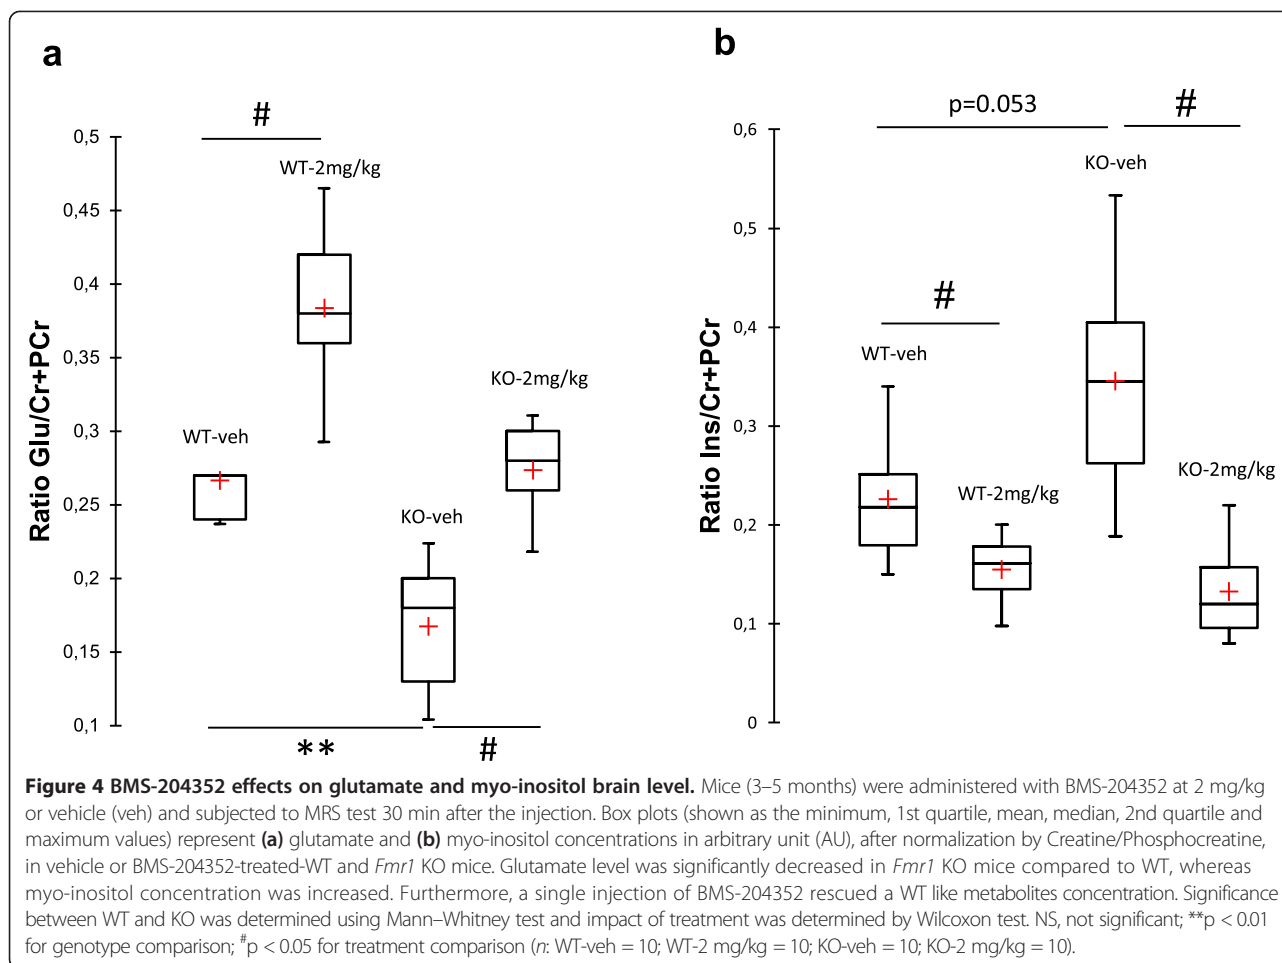 a
b
#
p=0.053
#
0,5
0,45
0,4
0,35
0,3
0,25
0,2
0,15
0,1
Ratio Glu/Cr+PCr
WT-2mg/kg
WT-veh
KO-veh
KO-2mg/kg
**
#
0,6
0,5
0,4
0,3
0,2
0,1
0
Ratio Ins/Cr+PCr
KO-veh
#
WT-veh
WT-2mg/kg
KO-2mg/kg
Figure 4 BMS-204352 effects on glutamate and myo-inositol brain level. Mice (3–5 months) were administered with BMS-204352 at 2 mg/kg
or vehicle (veh) and subjected to MRS test 30 min after the injection. Box plots (shown as the minimum, 1st quartile, mean, median, 2nd quartile and
maximum values) represent (a) glutamate and (b) myo-inositol concentrations in arbitrary unit (AU), after normalization by Creatine/Phosphocreatine,
in vehicle or BMS-204352-treated-WT and Fmr1 KO mice. Glutamate level was significantly decreased in Fmr1 KO mice compared to WT, whereas
myo-inositol concentration was increased. Furthermore, a single injection of BMS-204352 rescued a WT like metabolites concentration. Significance
between WT and KO was determined using Mann–Whitney test and impact of treatment was determined by Wilcoxon test. NS, not significant; **p < 0.01
for genotype comparison; #p < 0.05 for treatment comparison (n: WT-veh = 10; WT-2 mg/kg = 10; KO-veh = 10; KO-2 mg/kg = 10).